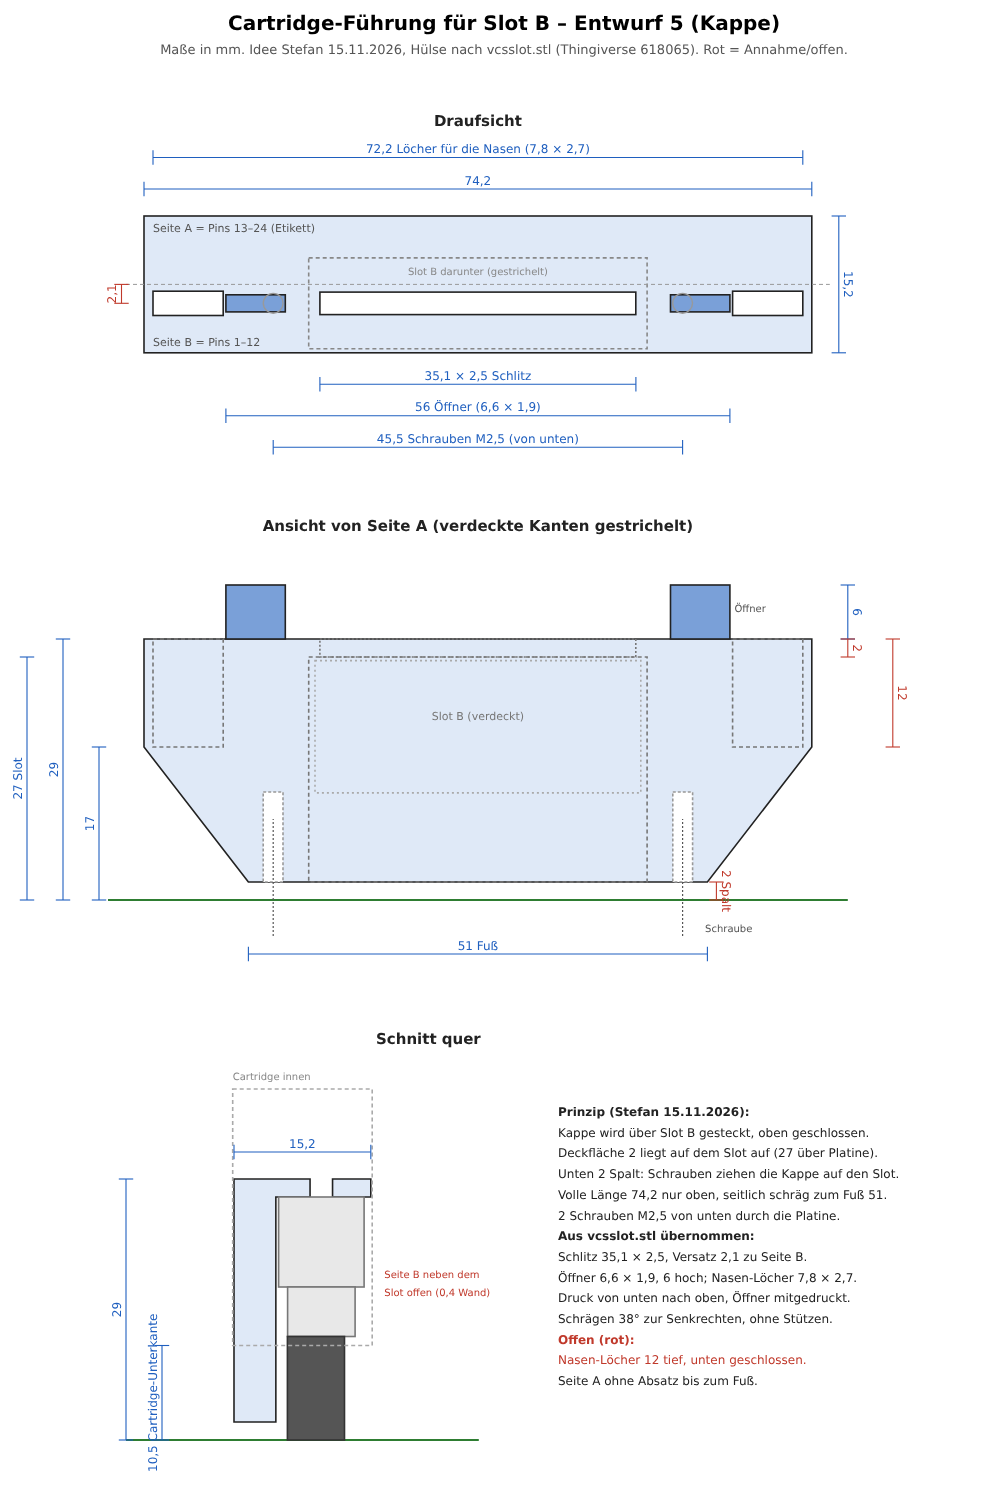 Cartridge-Führung für Slot B – Entwurf 5 (Kappe)
Maße in mm. Idee Stefan 15.11.2026, Hülse nach vcsslot.stl (Thingiverse 618065). Rot = Annahme/offen.
Draufsicht
72,2 Löcher für die Nasen (7,8 × 2,7)
74,2
Seite A = Pins 13–24 (Etikett)
Slot B darunter (gestrichelt)
2,1
15,2
Seite B = Pins 1–12
35,1 × 2,5 Schlitz
56 Öffner (6,6 × 1,9)
45,5 Schrauben M2,5 (von unten)
Ansicht von Seite A (verdeckte Kanten gestrichelt)
Öffner
6
2
12
Slot B (verdeckt)
27 Slot
29
17
2 Spalt
Schraube
51 Fuß
Schnitt quer
Cartridge innen
15,2
Seite B neben dem
Slot offen (0,4 Wand)
29
10,5 Cartridge-Unterkante
Prinzip (Stefan 15.11.2026):
Kappe wird über Slot B gesteckt, oben geschlossen.
Deckfläche 2 liegt auf dem Slot auf (27 über Platine).
Unten 2 Spalt: Schrauben ziehen die Kappe auf den Slot.
Volle Länge 74,2 nur oben, seitlich schräg zum Fuß 51.
2 Schrauben M2,5 von unten durch die Platine.
Aus vcsslot.stl übernommen:
Schlitz 35,1 × 2,5, Versatz 2,1 zu Seite B.
Öffner 6,6 × 1,9, 6 hoch; Nasen-Löcher 7,8 × 2,7.
Druck von unten nach oben, Öffner mitgedruckt.
Schrägen 38° zur Senkrechten, ohne Stützen.
Offen (rot):
Nasen-Löcher 12 tief, unten geschlossen.
Seite A ohne Absatz bis zum Fuß.